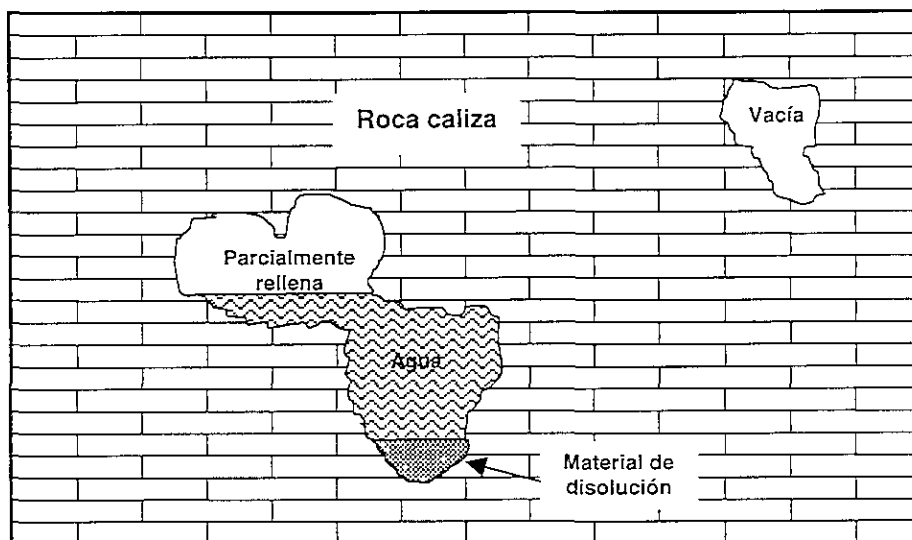 Roca caliza
Vacía
Parcialmente
rellena
Agua
Material de
disolución